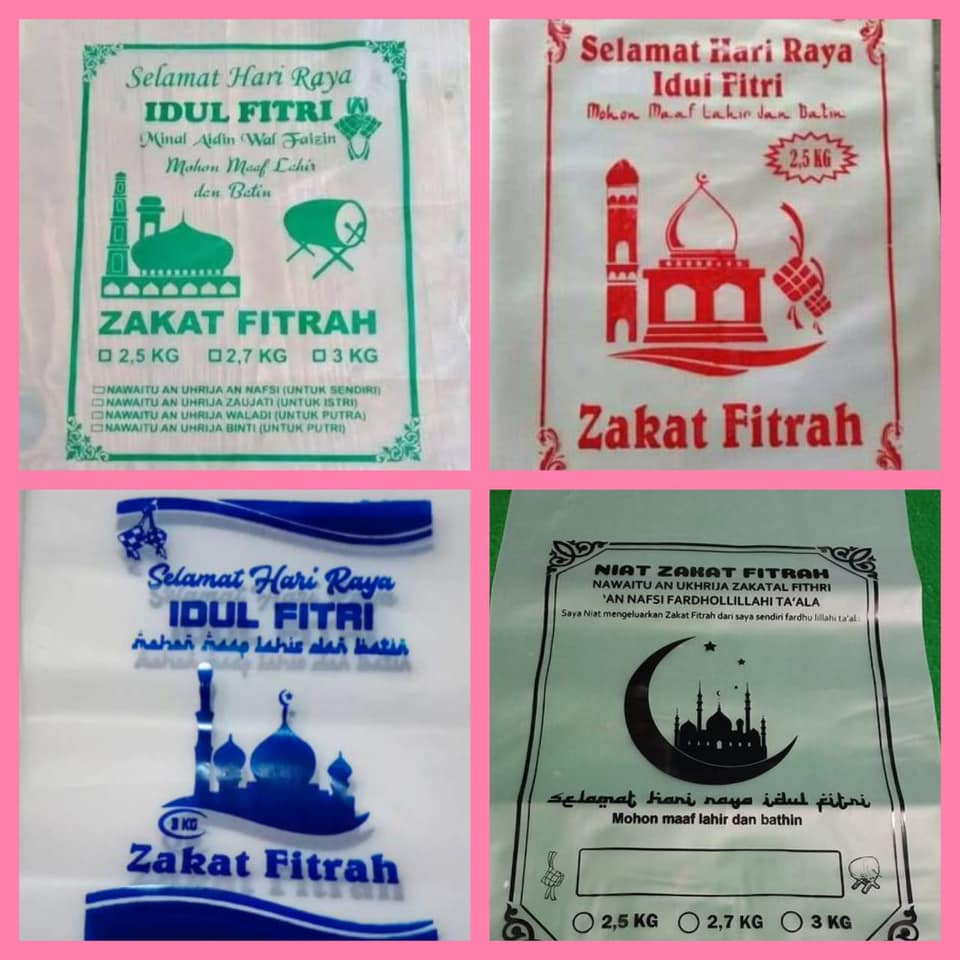 Selamat Hari Raya
IDUL FITRI
Minal Aidin Wal Faizin
Mohon Maaf Lahir
dan Batin
ZAKAT FITRAH
2,5 KG 2,7 KG 3 KG
NAWAITU AN UHRIJA AN NAFSI (UNTUK SENDIRI)
NAWAITU AN UHRIJA ZAUJATI (UNTUK ISTRI)
NAWAITU AN UHRIJA WALADI (UNTUK PUTRA)
NAWAITU AN UHRIJA BINTI (UNTUK PUTRI)
Selamat Hari Raya
Idul Fitri
Mohon Maaf Lahir dan Batin
2,5 KG
Zakat Fitrah
Selamat Hari Raya
IDUL FITRI
mohon maap lahir dan batin
3 KG
Zakat Fitrah
NIAT ZAKAT FITRAH
NAWAITU AN UKHRIJA ZAKATAL FITHRI
'AN NAFSI FARDHOLLILLAHI TA'ALA
Saya Niat mengeluarkan Zakat Fitrah dari saya sendiri fardhu lillahi ta'al:
selamat hari raya idul fitri
Mohon maaf lahir dan bathin
2,5 KG 2,7 KG 3 KG